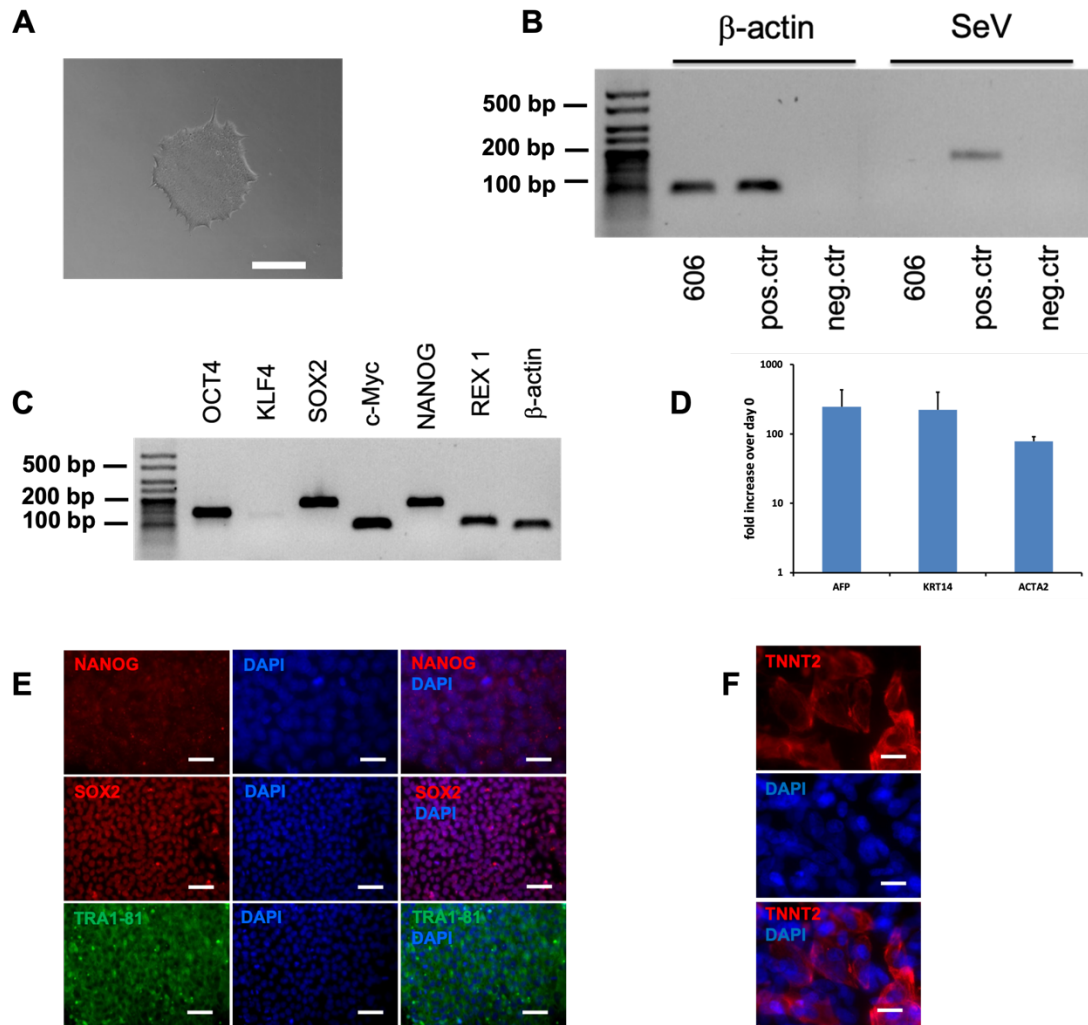 A
B
β-actin SeV
500 bp
200 bp
100 bp
606 pos.ctr neg.ctr 606 pos.ctr neg.ctr
C
OCT4 KLF4 SOX2 c-Myc NANOG REX 1 β-actin
500 bp
200 bp
100 bp
D
fold increase over day 0
1000
100
10
1
AFP KRT14 ACTA2
E
NANOG DAPI NANOG
DAPI
SOX2 DAPI SOX2
DAPI
TRA1-81 DAPI TRA1-81
DAPI
F
TNNT2
DAPI
TNNT2
DAPI